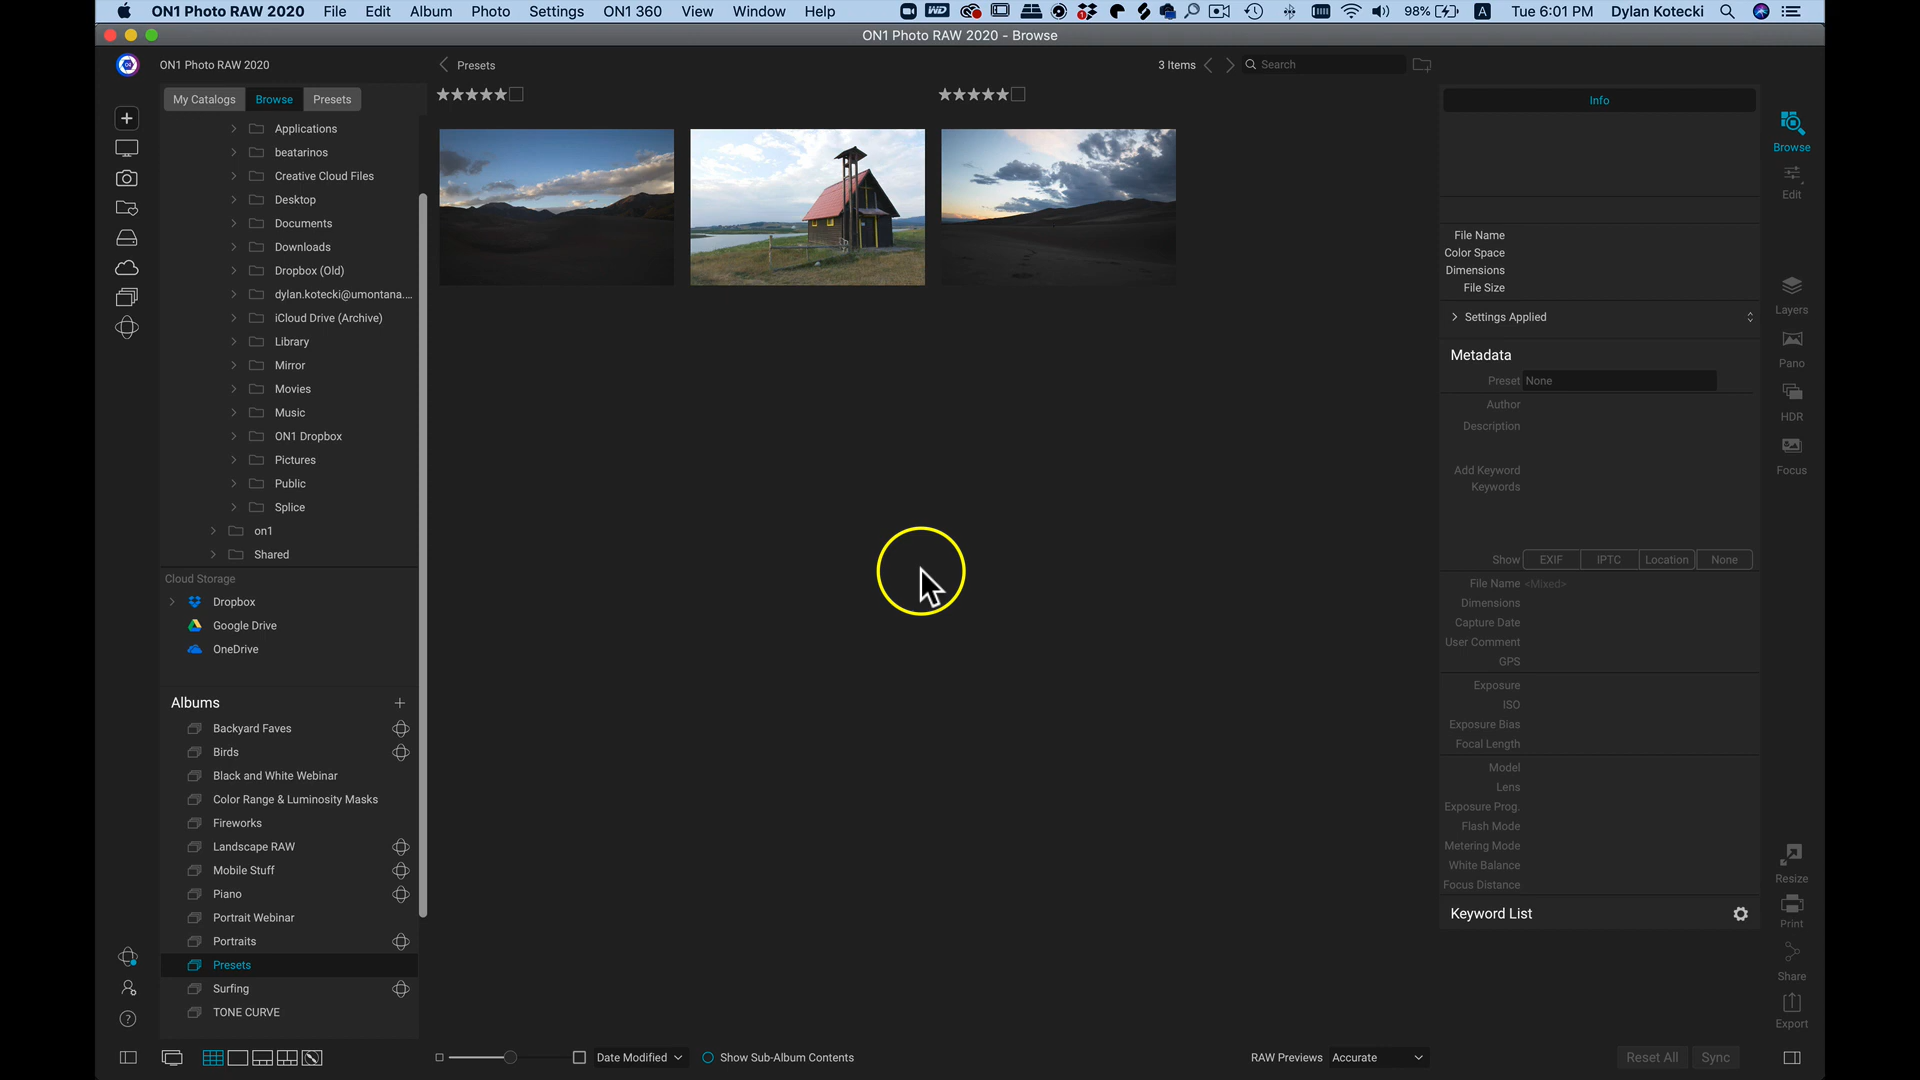 ON1 Photo RAW 2020 File Edit Album Photo Settings ON1 360 View Window Help 98% A Tue 6:01 PM Dylan Kotecki
ON1 Photo RAW 2020 - Browse
ON1 Photo RAW 2020
Presets
3 Items
Search
My Catalogs Browse Presets
Applications
beatarinos
Creative Cloud Files
Desktop
Documents
Downloads
Dropbox (Old)
dylan.kotecki@umontana....
iCloud Drive (Archive)
Library
Mirror
Movies
Music
ON1 Dropbox
Pictures
Public
Splice
on1
Shared
Cloud Storage
Dropbox
Google Drive
OneDrive
Albums
Backyard Faves
Birds
Black and White Webinar
Color Range & Luminosity Masks
Fireworks
Landscape RAW
Mobile Stuff
Piano
Portrait Webinar
Portraits
Presets
Surfing
TONE CURVE
Date Modified
Show Sub-Album Contents
RAW Previews Accurate
Reset All Sync
Info
File Name
Color Space
Dimensions
File Size
Settings Applied
Metadata
Preset None
Author
Description
Add Keyword
Keywords
Show EXIF IPTC Location None
File Name <Mixed>
Dimensions
Capture Date
User Comment
GPS
Exposure
ISO
Exposure Bias
Focal Length
Model
Lens
Exposure Prog.
Flash Mode
Metering Mode
White Balance
Focus Distance
Keyword List
Browse
Edit
Layers
Pano
HDR
Focus
Resize
Print
Share
Export